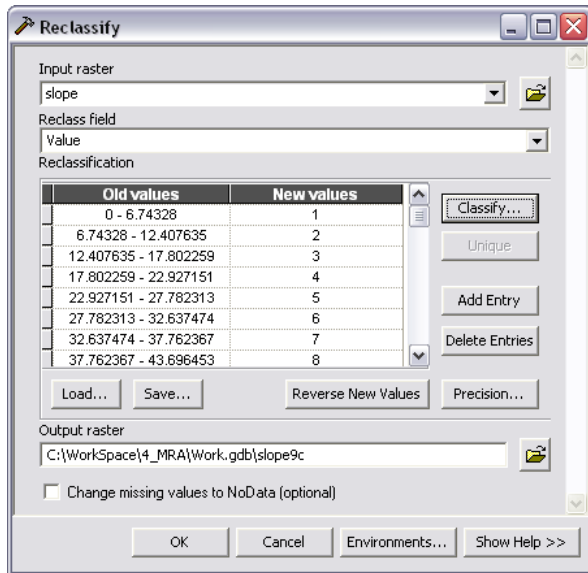 Reclassify
Input raster
slope
Reclass field
Value
Reclassification
Old values New values
0 - 6.74328 1
6.74328 - 12.407635 2
12.407635 - 17.802259 3
17.802259 - 22.927151 4
22.927151 - 27.782313 5
27.782313 - 32.637474 6
32.637474 - 37.762367 7
37.762367 - 43.696453 8
Classify...
Unique
Add Entry
Delete Entries
Load... Save... Reverse New Values Precision...
Output raster
C:\WorkSpace\4_MRA\Work.gdb\slope9c
Change missing values to NoData (optional)
OK Cancel Environments... Show Help >>